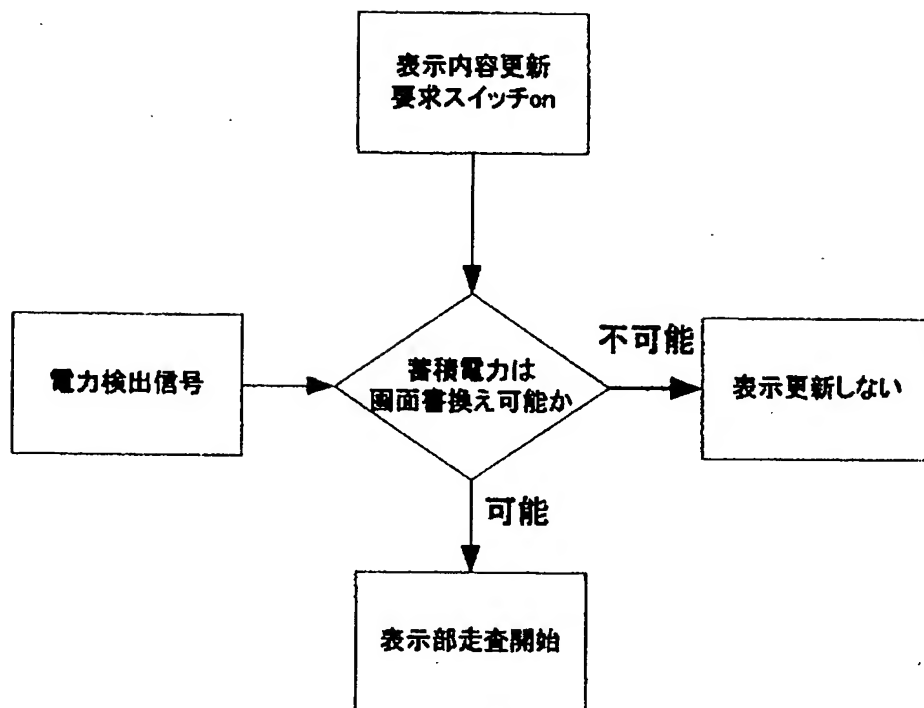 表示内容更新
要求スイッチon
不可能
電力検出信号
蓄積電力は
画面書換え可能か
表示更新しない
可能
表示部走査開始